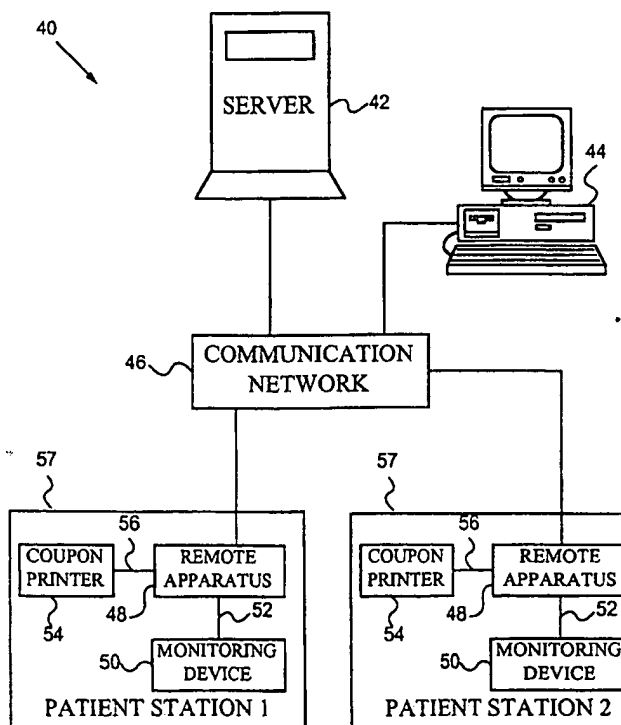 40
SERVER
42
44
46
COMMUNICATION
NETWORK
57
57
56
56
COUPON
PRINTER
REMOTE
APPARATUS
COUPON
PRINTER
REMOTE
APPARATUS
54
48
52
54
48
52
50
MONITORING
DEVICE
50
MONITORING
DEVICE
PATIENT STATION 1
PATIENT STATION 2